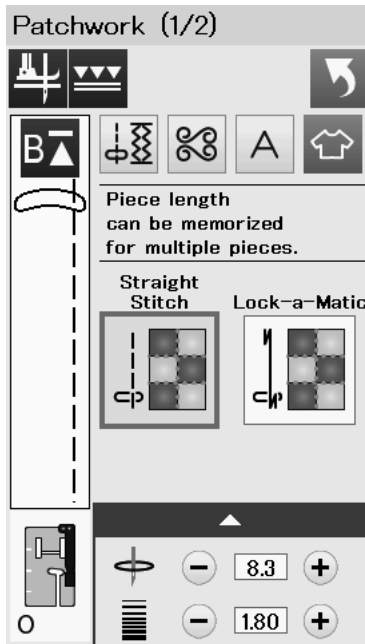 Patchwork (1/2)
B
A
Piece length
can be memorized
for multiple pieces.
Straight
Stitch
Lock-a-Matic
8.3
1.80
O